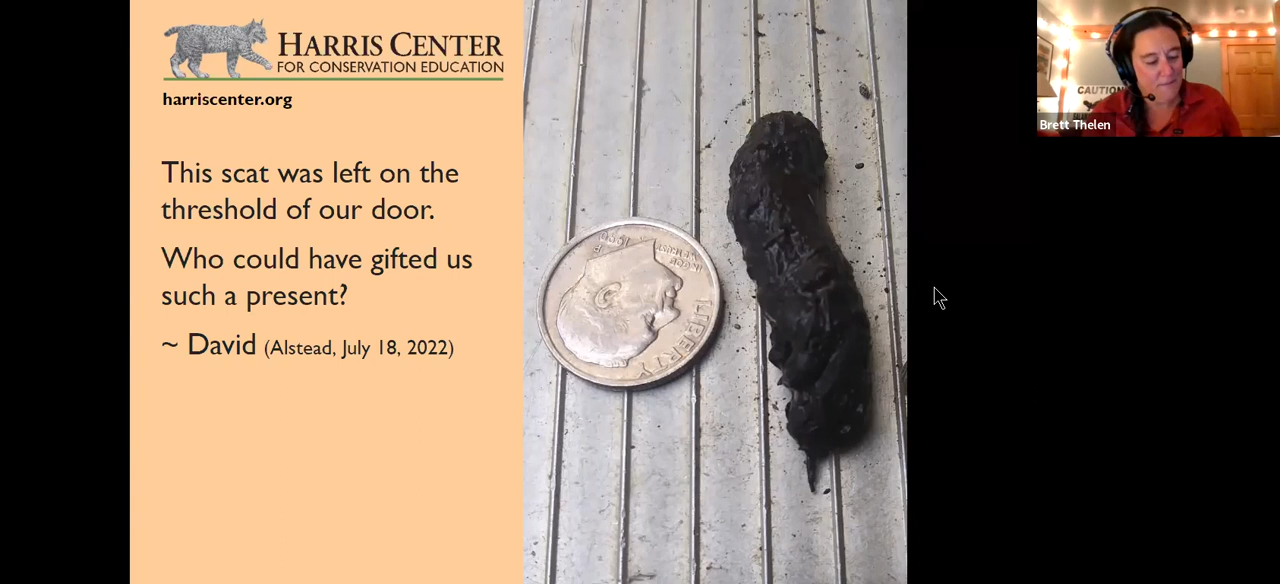 HARRIS CENTER
FOR CONSERVATION EDUCATION
harriscenter.org
This scat was left on the
threshold of our door.
Who could have gifted us
such a present?
~ David (Alstead, July 18, 2022)
LIBERTY
CAUTION
Brett Thelen